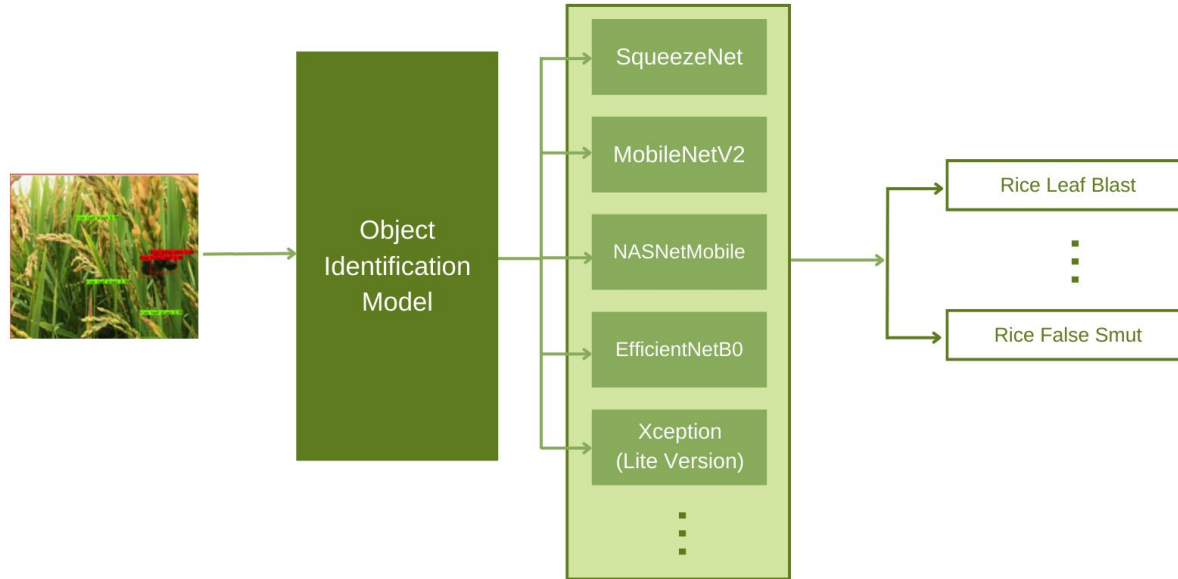 SqueezeNet
MobileNetV2
NASNetMobile
EfficientNetB0
Xception
(Lite Version)
Object
Identification
Model
Rice Leaf Blast
Rice False Smut